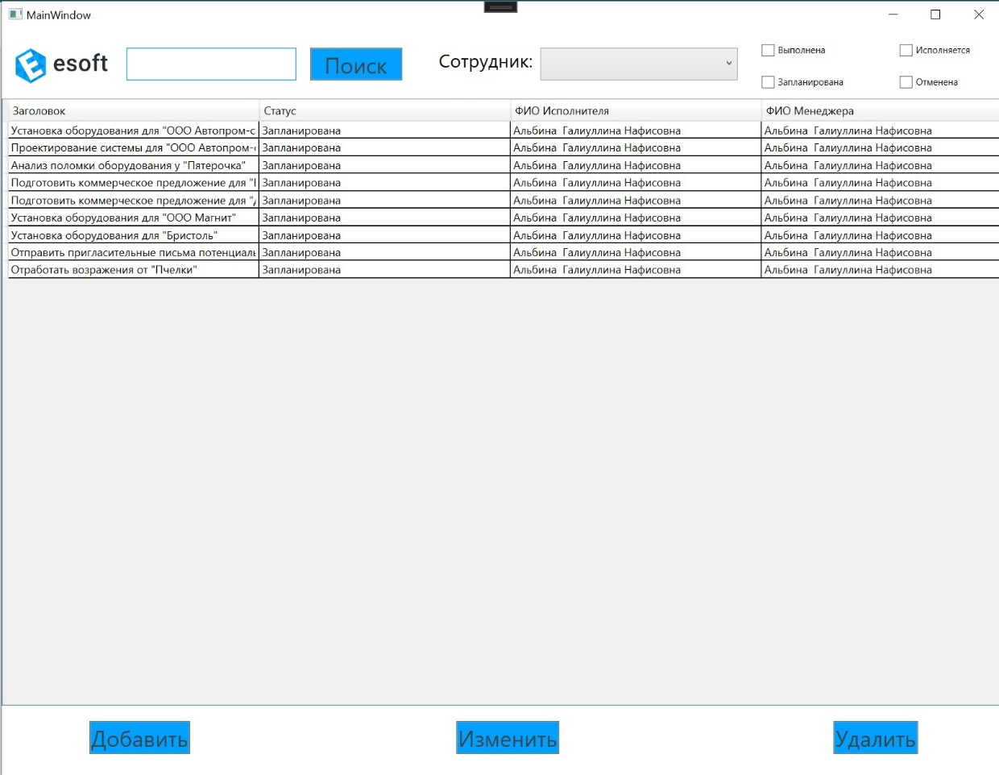 MainWindow
esoft
Поиск
Сотрудник:
Выполнена
Исполняется
Запланирована
Отменена
Заголовок Статус ФИО Исполнителя ФИО Менеджера
Установка оборудования для "ООО Автопром-с Запланирована Альбина Галиуллина Нафисовна Альбина Галиуллина Нафисовна
Проектирование системы для "ООО Автопром- Запланирована Альбина Галиуллина Нафисовна Альбина Галиуллина Нафисовна
Анализ поломки оборудования у "Пятерочка" Запланирована Альбина Галиуллина Нафисовна Альбина Галиуллина Нафисовна
Подготовить коммерческое предложение для " Запланирована Альбина Галиуллина Нафисовна Альбина Галиуллина Нафисовна
Подготовить коммерческое предложение для " Запланирована Альбина Галиуллина Нафисовна Альбина Галиуллина Нафисовна
Установка оборудования для "ООО Магнит" Запланирована Альбина Галиуллина Нафисовна Альбина Галиуллина Нафисовна
Установка оборудования для "Бристоль" Запланирована Альбина Галиуллина Нафисовна Альбина Галиуллина Нафисовна
Отправить пригласительные письма потенциаль Запланирована Альбина Галиуллина Нафисовна Альбина Галиуллина Нафисовна
Отработать возражения от "Пчелки" Запланирована Альбина Галиуллина Нафисовна Альбина Галиуллина Нафисовна
Добавить
Изменить
Удалить